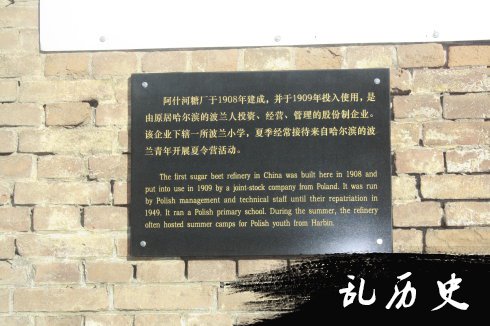 阿什河糖厂于1908年建成，并于1909年投入使用，是
由原居哈尔滨的波兰人投资、经营、管理的股份制企业。
该企业下辖一所波兰小学，夏季经常接待来自哈尔滨的波
兰青年开展夏令营活动。
The first sugar beet refinery in China was built here in 1908 and
put into use in 1909 by a joint-stock company from Poland. It was run
by Polish management and technical staff until their repatriation in
1949. It ran a Polish primary school. During the summer, the refinery
often hosted summer camps for Polish youth from Harbin.
乱历史